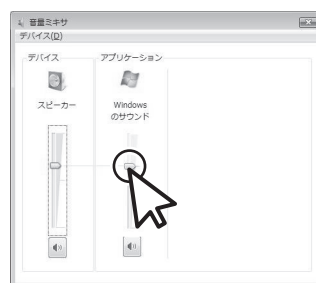 音量ミキサ
デバイス(D)
デバイス
アプリケーション
スピーカー
Windows
のサウンド